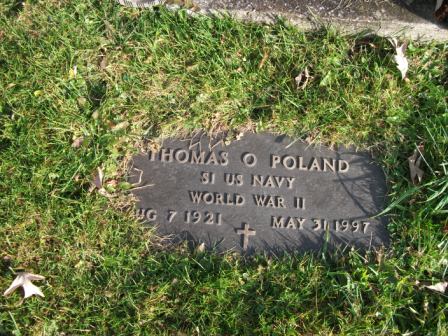 THOMAS O POLAND
S1 US NAVY
WORLD WAR II
UG 7 1921 MAY 31 1997